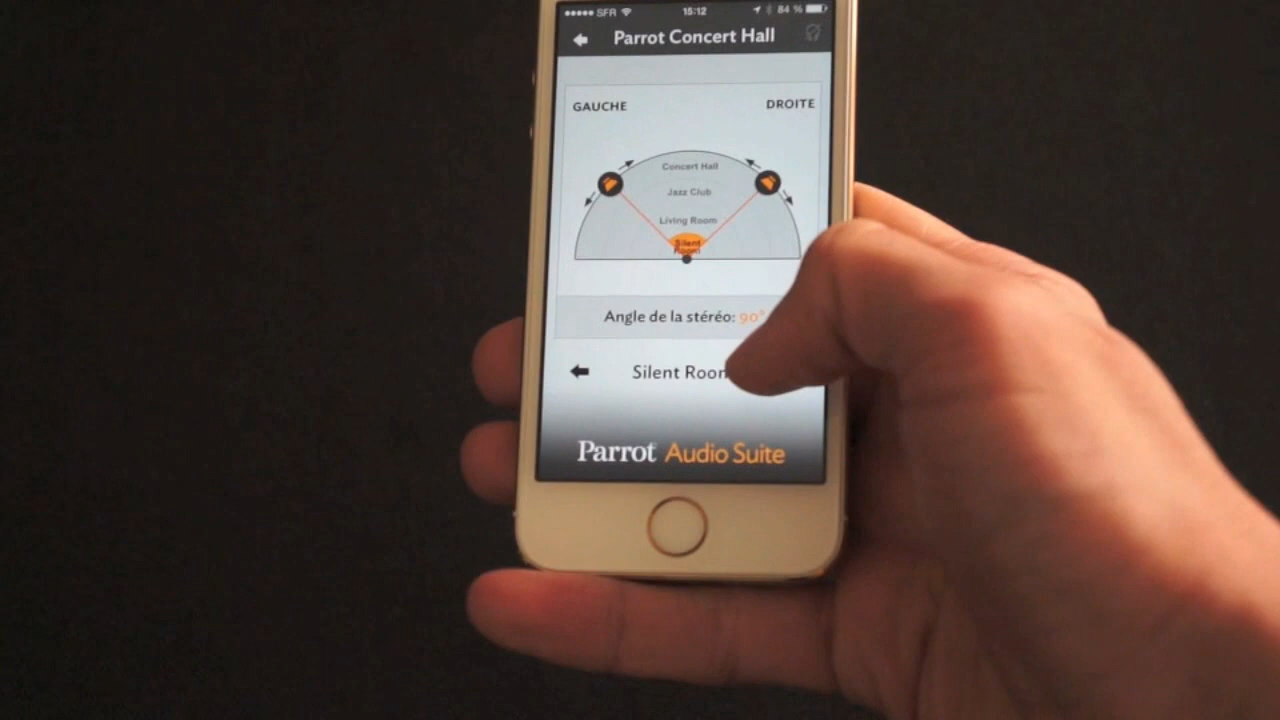 SFR 15:12 84 %
Parrot Concert Hall
GAUCHE DROITE
Concert Hall
Jazz Club
Living Room
Silent
Room
Angle de la stéréo: 90°
Silent Room
Parrot Audio Suite